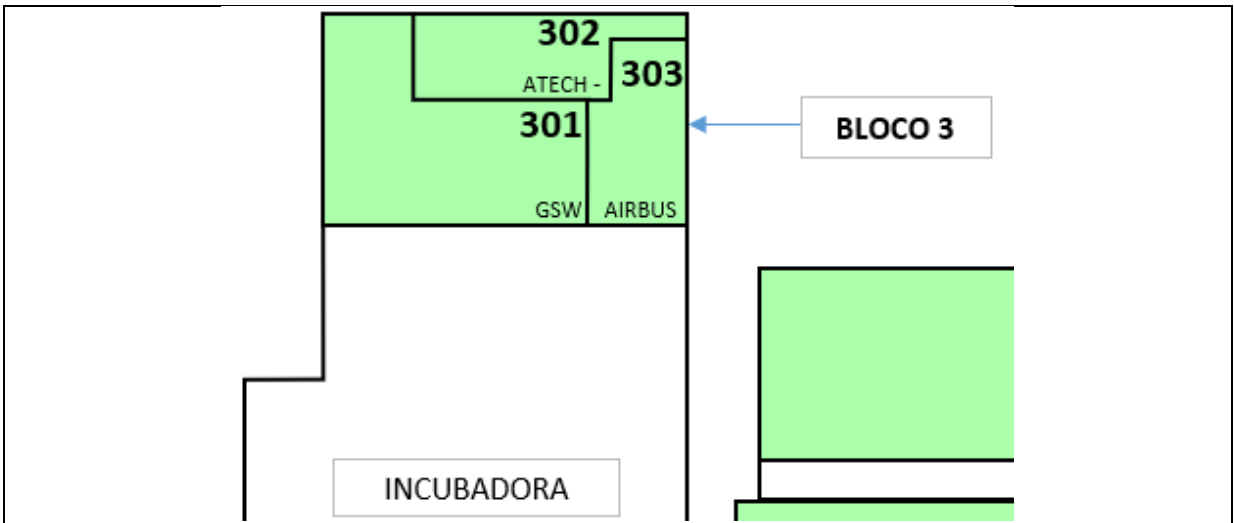 302
ATECH -
303
301
BLOCO 3
GSW
AIRBUS
INCUBADORA